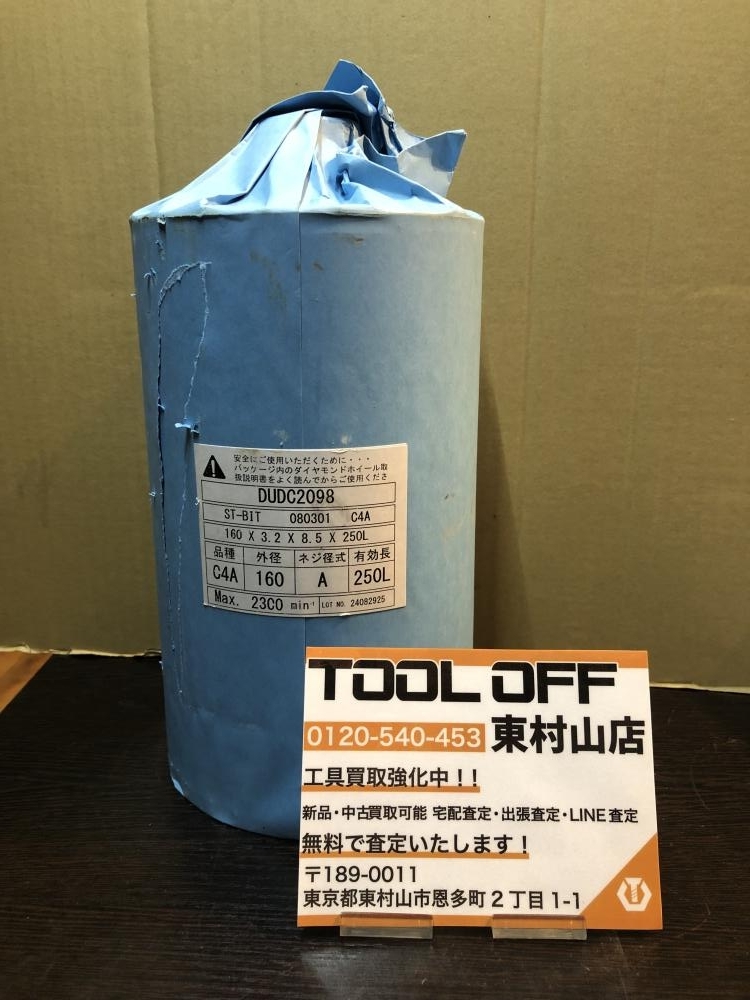 安全にご使用いただくために・・・
パッケージ内のダイヤモンドホイール取
扱説明書をよく読んでからご使用くださ
DUDC2098
ST-BIT 080301 C4A
160 X 3.2 X 8.5 X 250L
品種 外径 ネジ径式 有効長
C4A 160 A 250L
Max. 2300 min⁻¹ LOT NO. 24082925
TOOL OFF
0120-540-453 東村山店
工具買取強化中！！
新品・中古買取可能 宅配査定・出張査定・LINE査定
無料で査定いたします！
〒189-0011
東京都東村山市恩多町2丁目1-1